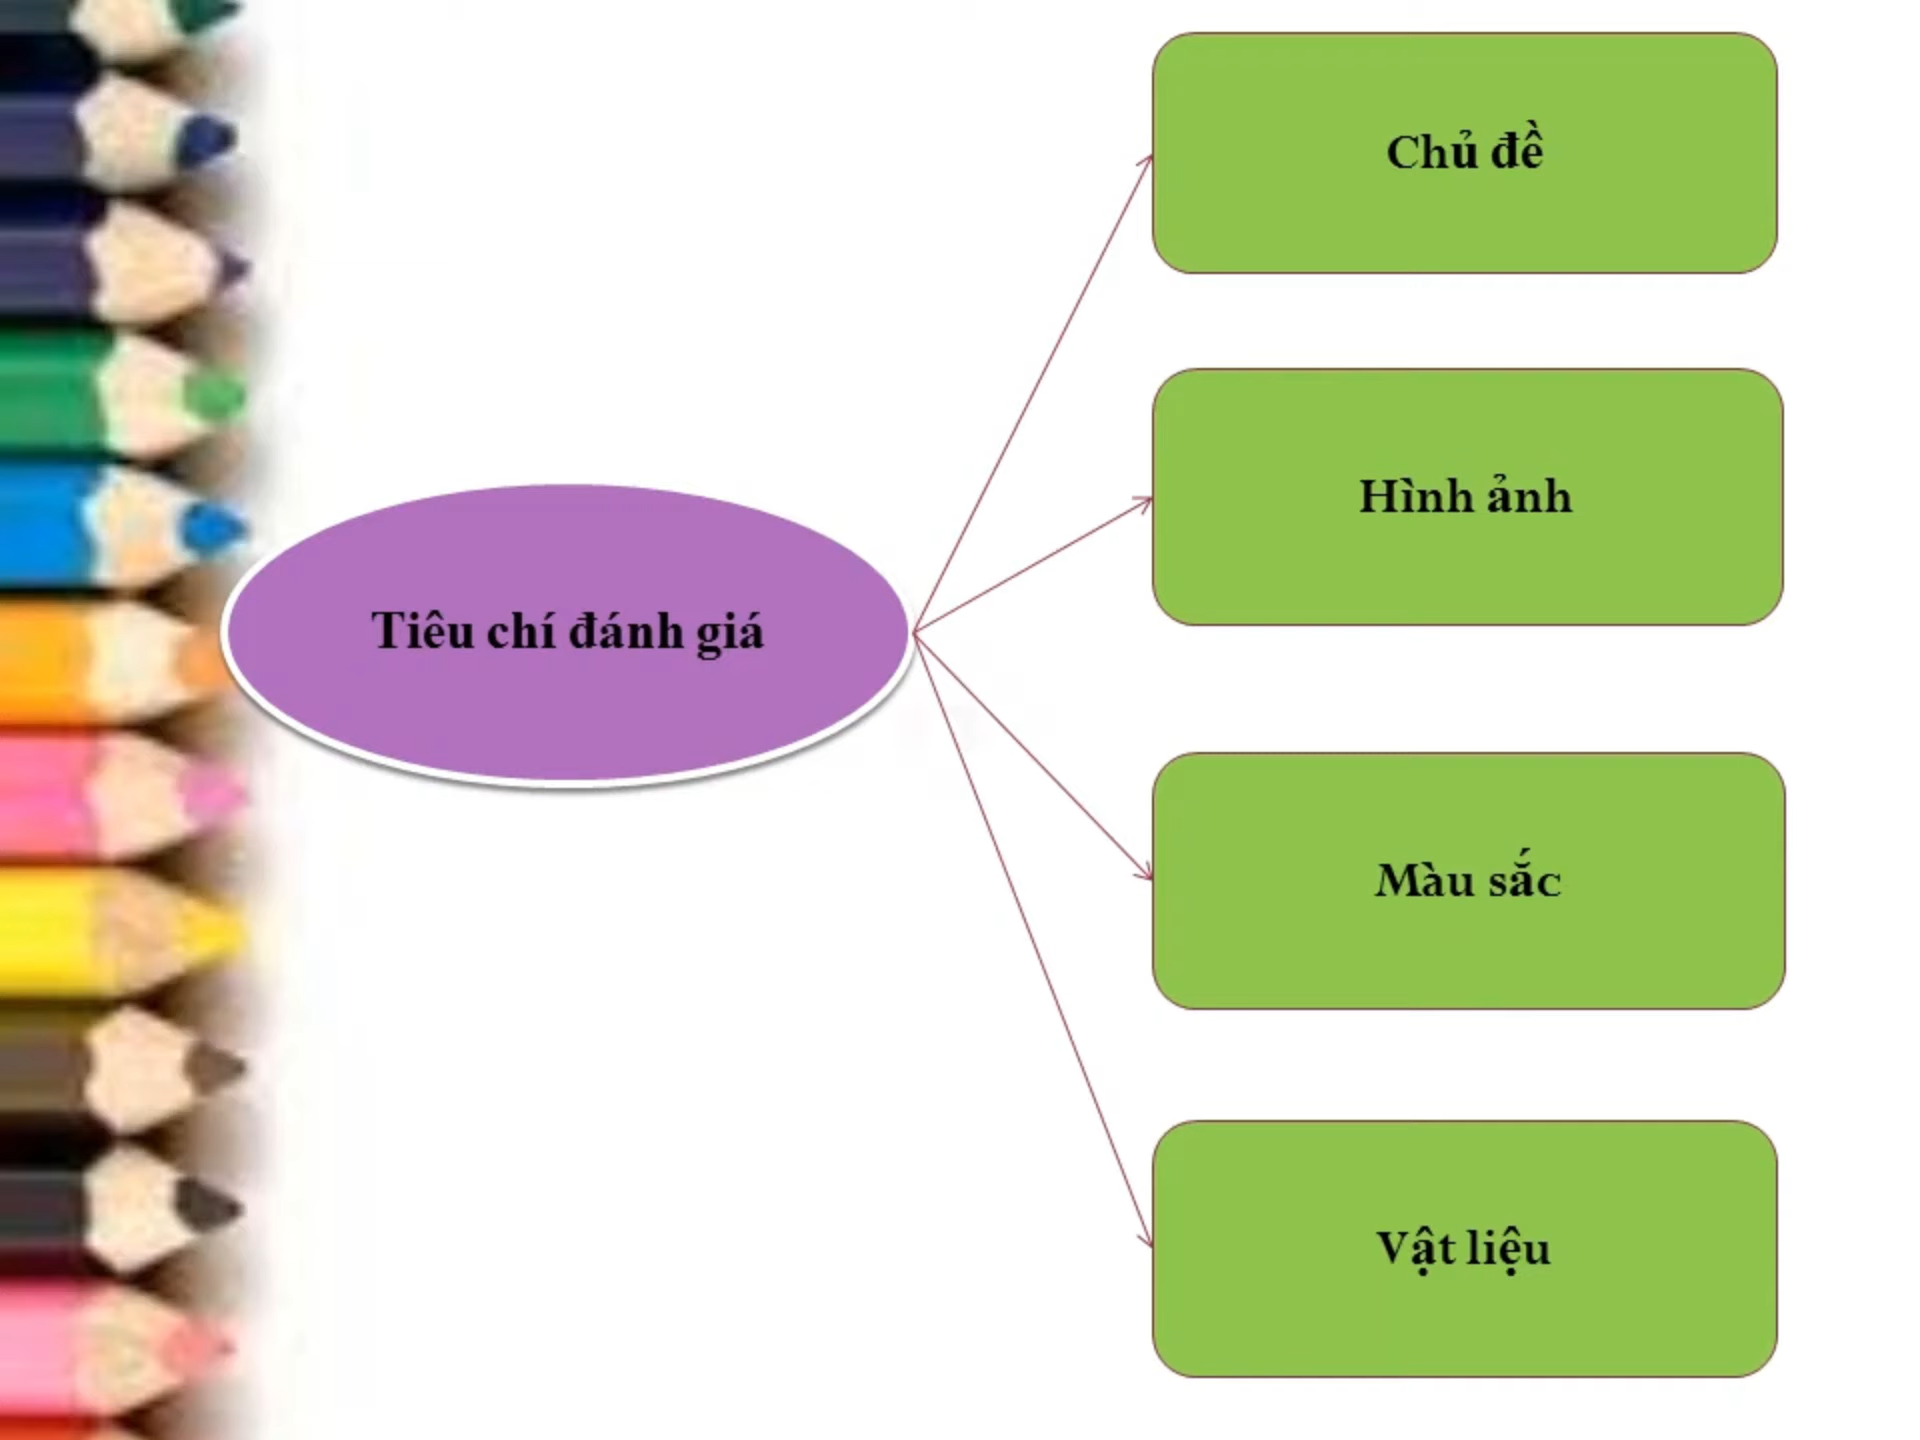 Chủ đề
Hình ảnh
Tiêu chí đánh giá
Màu sắc
Vật liệu